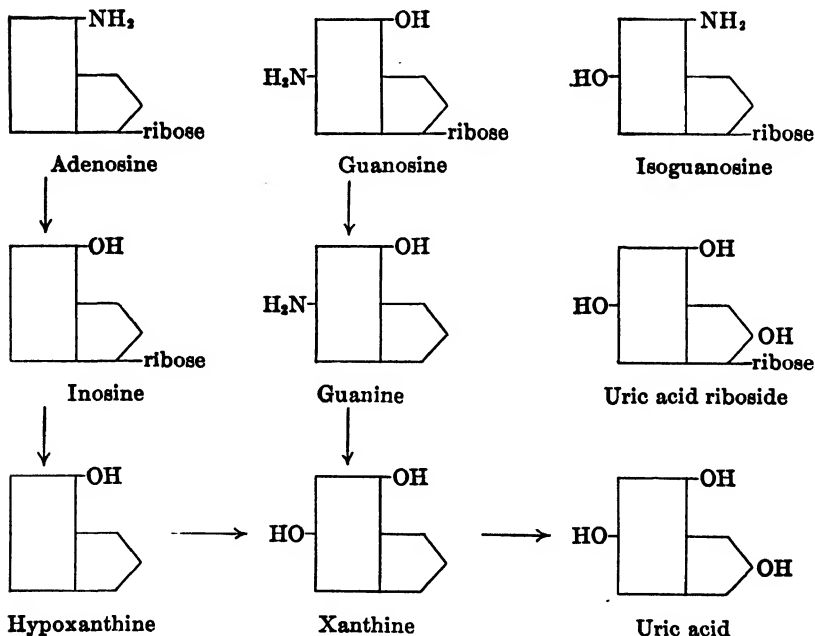 NH₂ OH NH₂
H₂N HO
ribose ribose ribose
Adenosine Guanosine Isoguanosine
OH OH OH
H₂N HO
OH
ribose ribose
Inosine Guanine Uric acid riboside
OH OH OH
HO HO
OH
Hypoxanthine Xanthine Uric acid